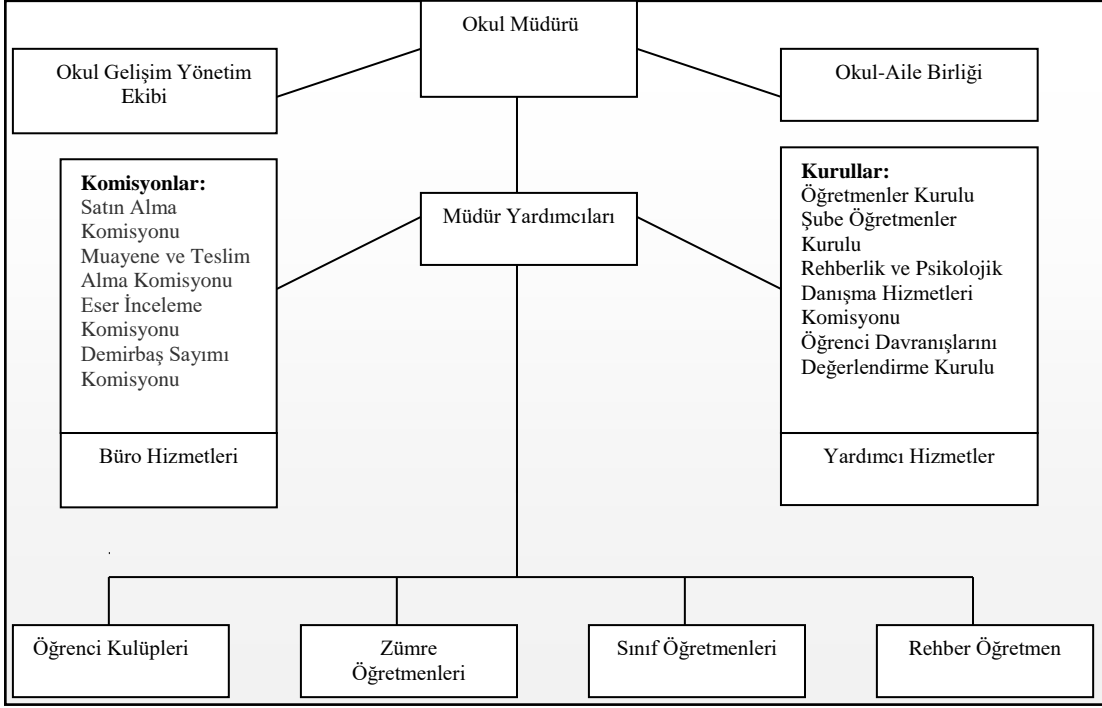 Okul Müdürü
Okul Gelişim Yönetim
Ekibi
Okul-Aile Birliği
Komisyonlar:
Satın Alma
Komisyonu
Muayene ve Teslim
Alma Komisyonu
Eser İnceleme
Komisyonu
Demirbaş Sayımı
Komisyonu
Müdür Yardımcıları
Kurullar:
Öğretmenler Kurulu
Şube Öğretmenler
Kurulu
Rehberlik ve Psikolojik
Danışma Hizmetleri
Komisyonu
Öğrenci Davranışlarını
Değerlendirme Kurulu
Büro Hizmetleri
Yardımcı Hizmetler
Öğrenci Kulüpleri
Zümre
Öğretmenleri
Sınıf Öğretmenleri
Rehber Öğretmen